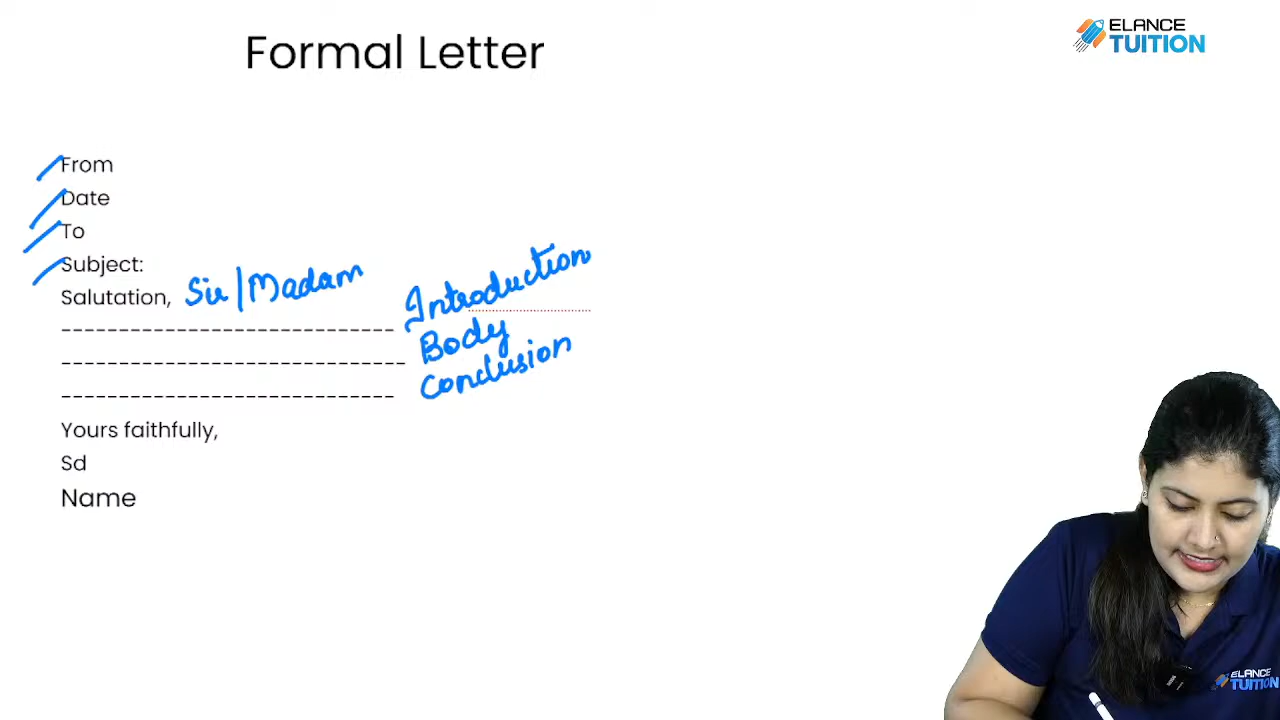 Formal Letter
ELANCE
TUITION
From
Date
To
Subject:
Salutation, Sir/Madam
---------------------------- Introduction
----------------------------- Body
---------------------------- Conclusion
Yours faithfully,
Sd
Name
ELANCE
TUITION